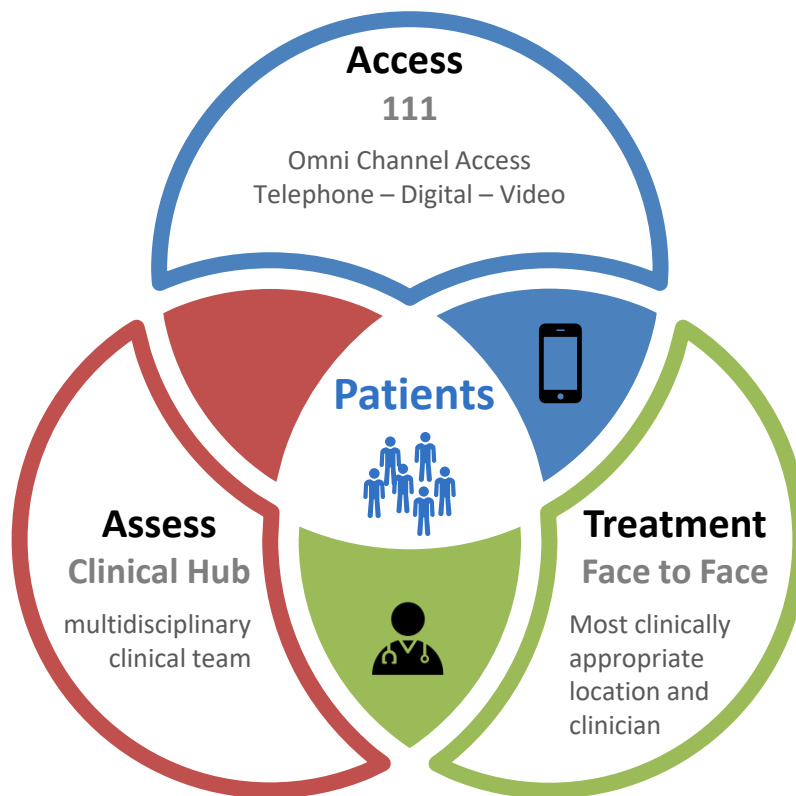 Access
111
Omni Channel Access
Telephone – Digital – Video
Patients
Assess
Clinical Hub
multidisciplinary
clinical team
Treatment
Face to Face
Most clinically
appropriate
location and
clinician